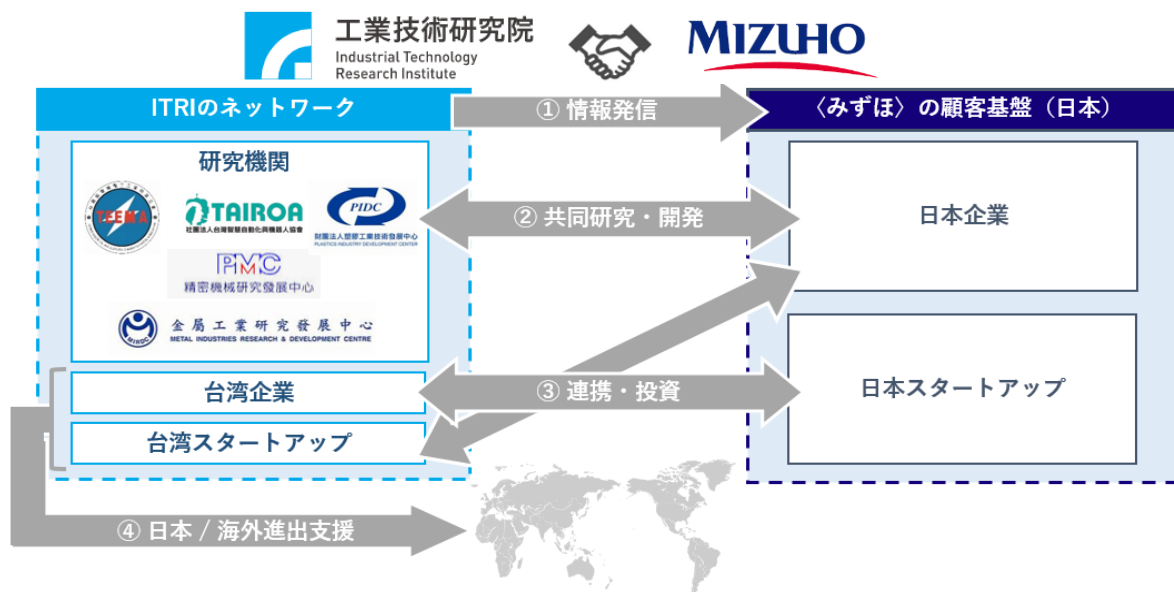 工業技術研究院
Industrial Technology
Research Institute
MIZUHO
ITRIのネットワーク
① 情報発信
〈みずほ〉の顧客基盤（日本）
研究機関
TEEMA
TAIROA
社團法人台灣智慧自動化與機器人協會
PIDC
財團法人塑膠工業技術發展中心
PLASTICS INDUSTRY DEVELOPMENT CENTER
PMC
精密機械研究發展中心
MIRDC
金屬工業研究發展中心
METAL INDUSTRIES RESEARCH & DEVELOPMENT CENTRE
② 共同研究・開発
日本企業
台湾企業
③ 連携・投資
日本スタートアップ
台湾スタートアップ
④ 日本 / 海外進出支援